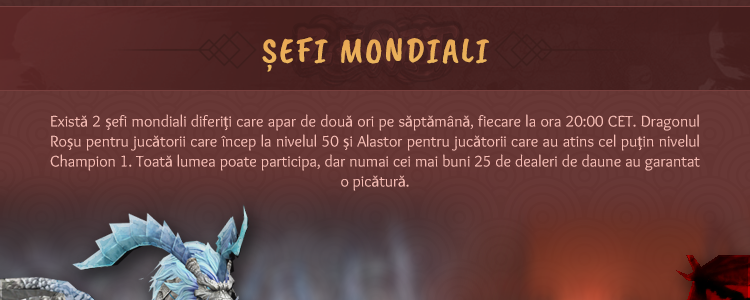 ȘEFI MONDIALI
Există 2 șefi mondiali diferiți care apar de două ori pe săptămână, fiecare la ora 20:00 CET. Dragonul
Roșu pentru jucătorii care încep la nivelul 50 și Alastor pentru jucătorii care au atins cel puțin nivelul
Champion 1. Toată lumea poate participa, dar numai cei mai buni 25 de dealeri de daune au garantat
o picătură.